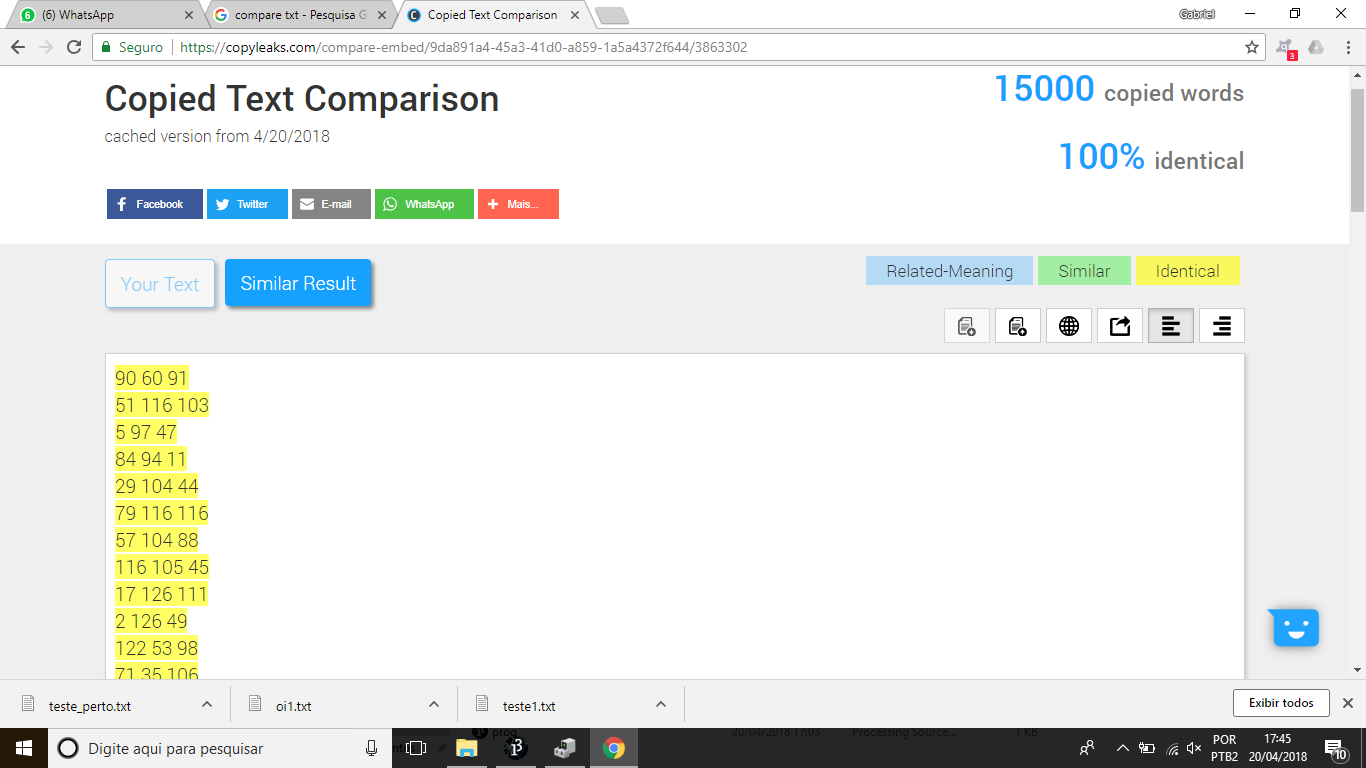 (6) WhatsApp
compare txt - Pesquisa G
Copied Text Comparison
Gabriel
Seguro
https://copyleaks.com/compare-embed/9da891a4-45a3-41d0-a859-1a5a4372f644/3863302
3
Copied Text Comparison
15000 copied words
cached version from 4/20/2018
100% identical
Facebook
Twitter
E-mail
WhatsApp
Mais...
Your Text
Similar Result
Related-Meaning
Similar
Identical
90 60 91
51 116 103
5 97 47
84 94 11
29 104 44
79 116 116
57 104 88
116 105 45
17 126 111
2 126 49
122 53 98
71 35 106
teste_perto.txt
oi1.txt
teste1.txt
Exibir todos
prog
20/04/2018 17:03
Processing Source...
1 KB
Digite aqui para pesquisar
POR
PTB2
17:45
20/04/2018
10